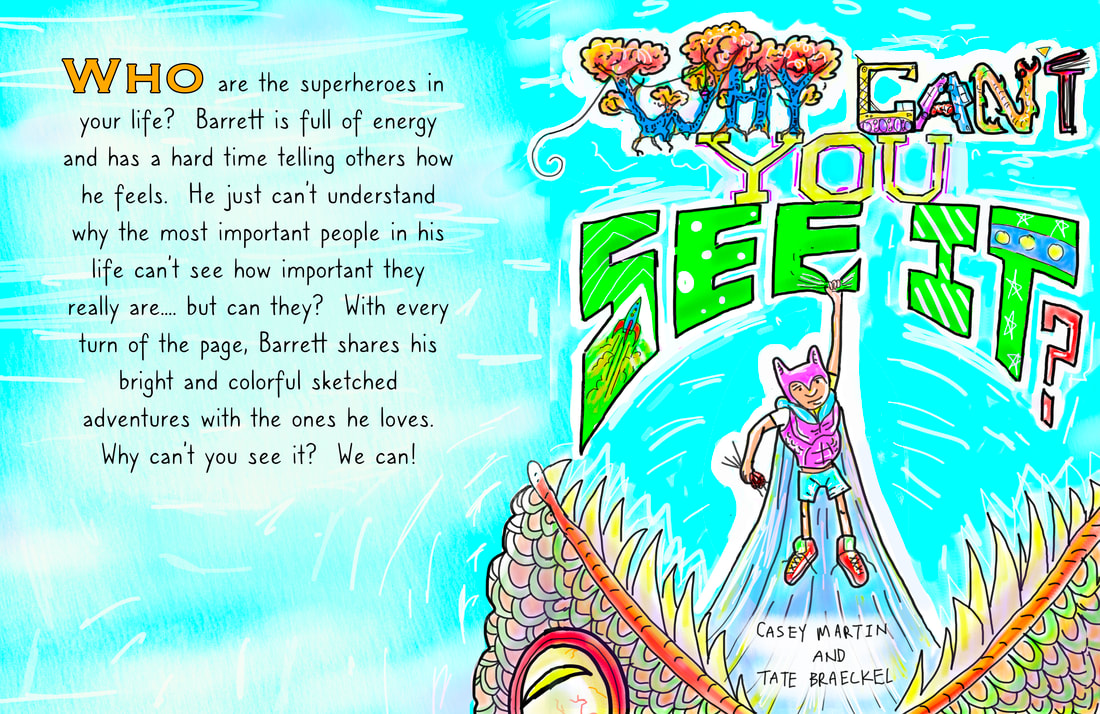 WHO are the superheroes in
your life? Barrett is full of energy
and has a hard time telling others how
he feels. He just can't understand
why the most important people in his
life can't see how important they
really are.... but can they? With every
turn of the page, Barrett shares his
bright and colorful sketched
adventures with the ones he loves.
Why can't you see it? We can!
WHY CAN'T
YOU
SEE IT?
CASEY MARTIN
AND
TATE BRAECKEL